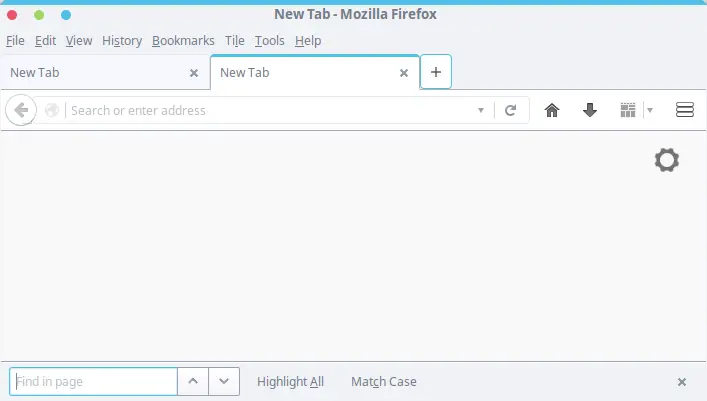 New Tab - Mozilla Firefox
File Edit View History Bookmarks Tile Tools Help
New Tab New Tab
Search or enter address
Find in page Highlight All Match Case